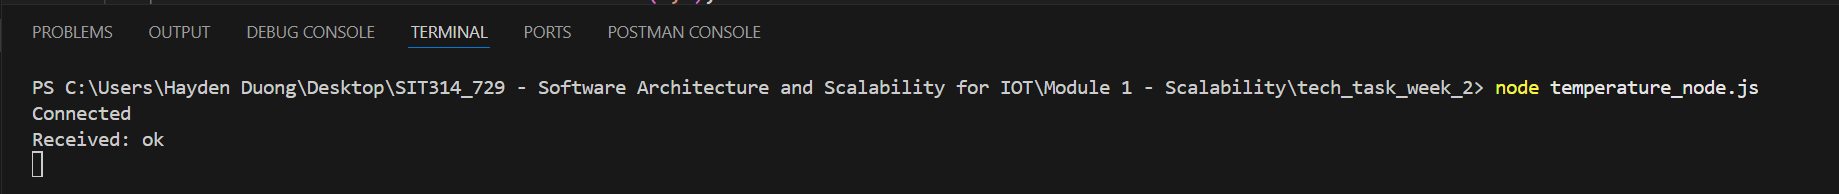 PROBLEMS OUTPUT DEBUG CONSOLE TERMINAL PORTS POSTMAN CONSOLE
PS C:\Users\Hayden Duong\Desktop\SIT314_729 - Software Architecture and Scalability for IOT\Module 1 - Scalability\tech_task_week_2> node temperature_node.js
Connected
Received: ok